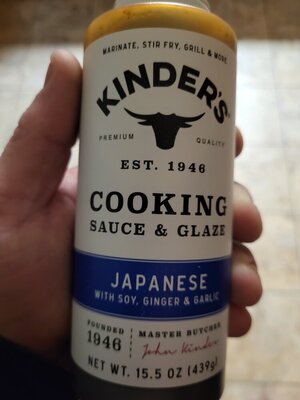 MARINATE, STIR FRY, GRILL & MORE
KINDER'S
PREMIUM QUALITY
EST. 1946
COOKING
SAUCE & GLAZE
JAPANESE
WITH SOY, GINGER & GARLIC
FOUNDED
1946
MASTER BUTCHER
John Kinder
NET WT. 15.5 OZ (439g)